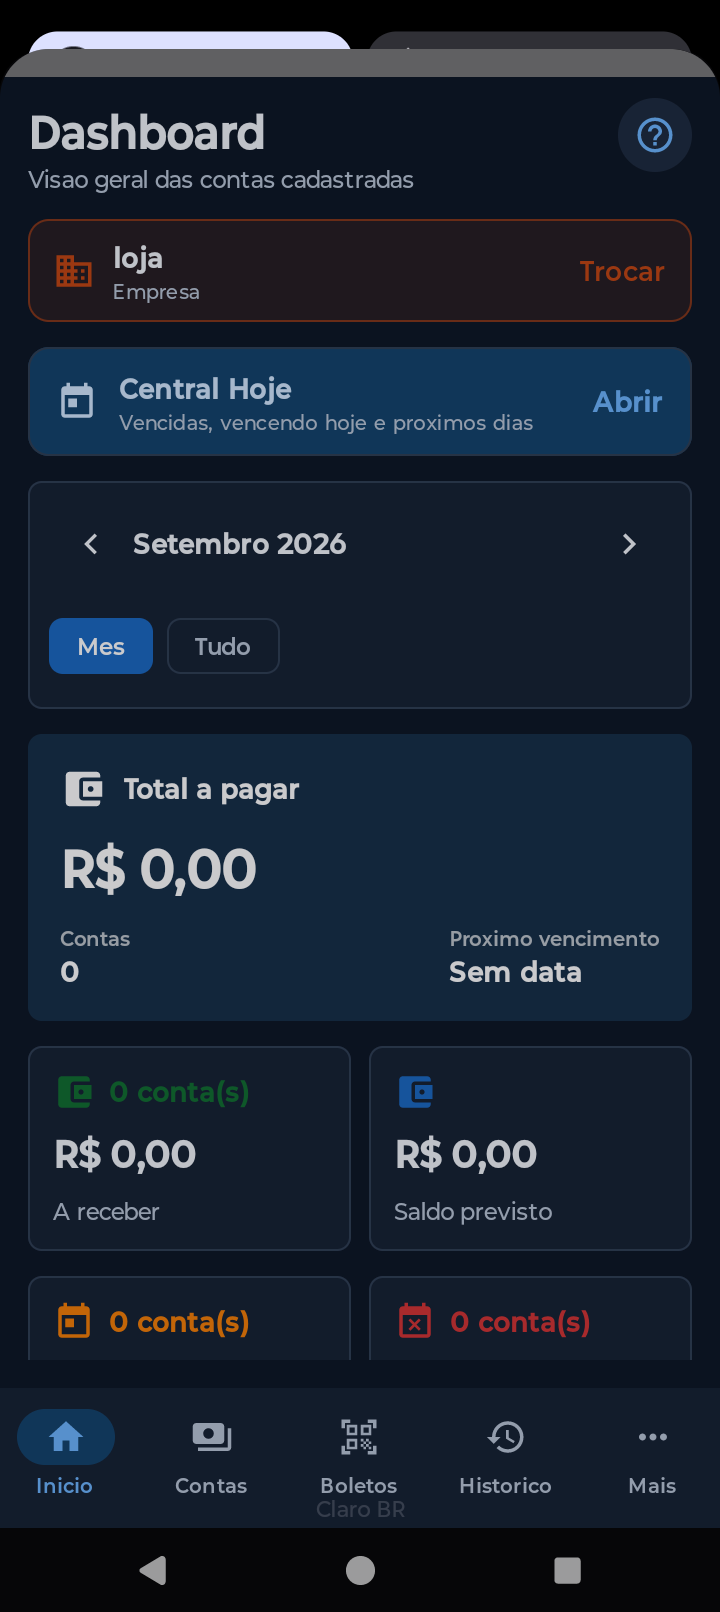 Dashboard
Visao geral das contas cadastradas
loja
Empresa
Trocar
Central Hoje
Vencidas, vencendo hoje e proximos dias
Abrir
Setembro 2026
Mes
Tudo
Total a pagar
R$ 0,00
Contas
0
Proximo vencimento
Sem data
0 conta(s)
R$ 0,00
A receber
R$ 0,00
Saldo previsto
0 conta(s)
0 conta(s)
Inicio
Contas
Boletos
Historico
Mais
Claro BR